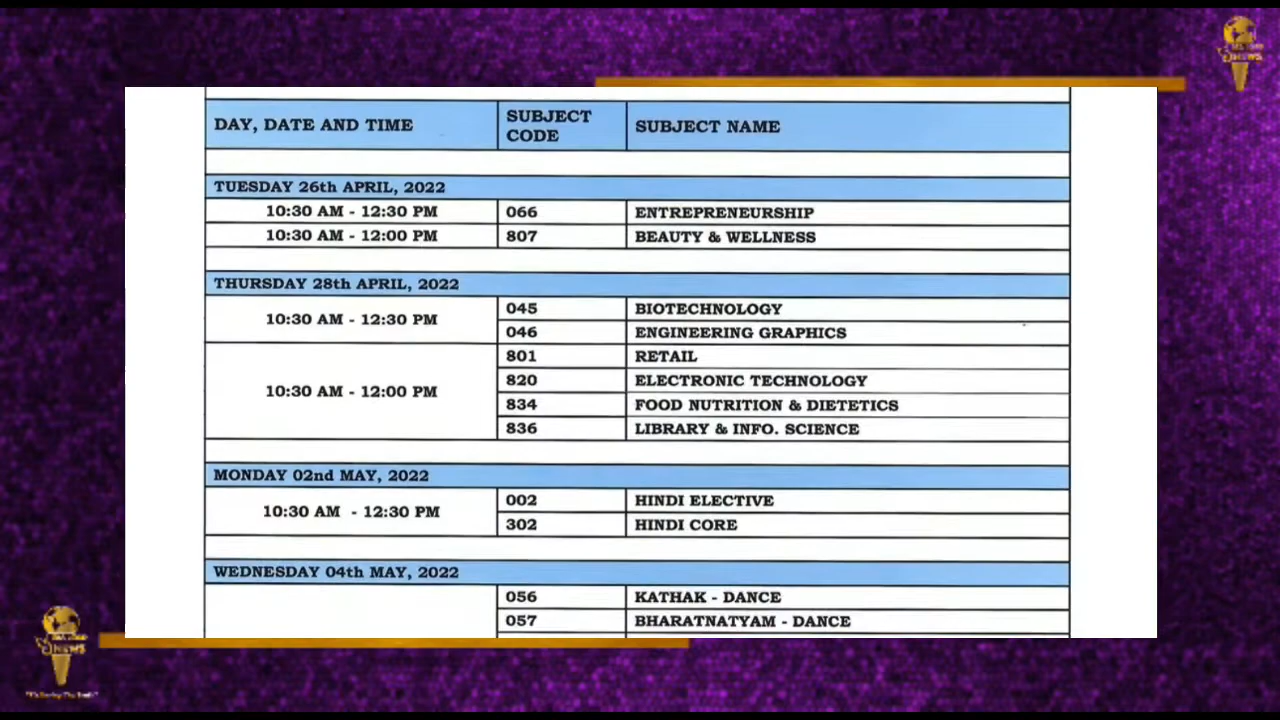 DAY, DATE AND TIME SUBJECT CODE SUBJECT NAME
TUESDAY 26th APRIL, 2022
10:30 AM - 12:30 PM 066 ENTREPRENEURSHIP
10:30 AM - 12:00 PM 807 BEAUTY & WELLNESS
THURSDAY 28th APRIL, 2022
10:30 AM - 12:30 PM 045 BIOTECHNOLOGY
046 ENGINEERING GRAPHICS
10:30 AM - 12:00 PM 801 RETAIL
820 ELECTRONIC TECHNOLOGY
834 FOOD NUTRITION & DIETETICS
836 LIBRARY & INFO. SCIENCE
MONDAY 02nd MAY, 2022
10:30 AM - 12:30 PM 002 HINDI ELECTIVE
302 HINDI CORE
WEDNESDAY 04th MAY, 2022
056 KATHAK - DANCE
057 BHARATNATYAM - DANCE